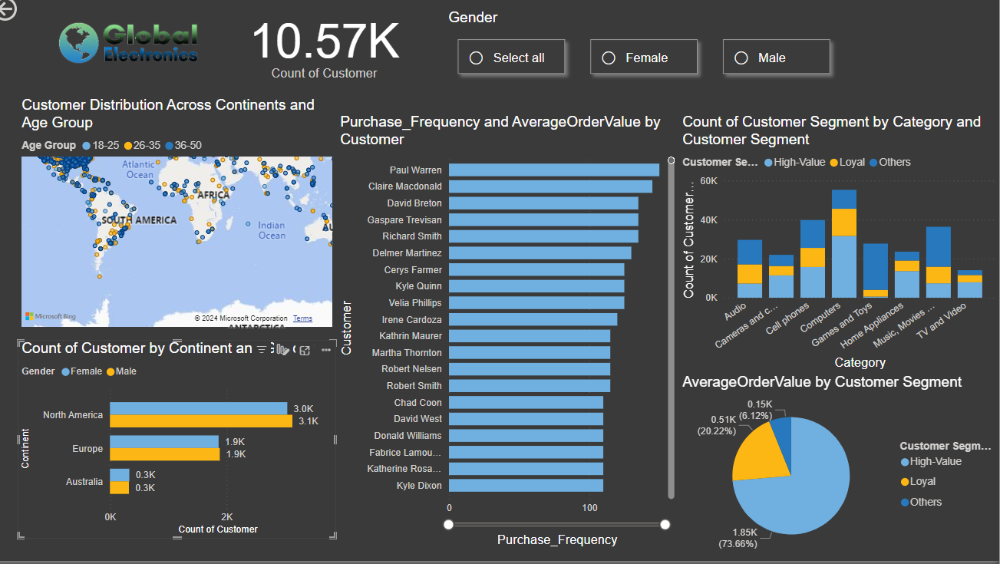 Global
Electronics
10.57K
Count of Customer
Gender
Select all
Female
Male
Customer Distribution Across Continents and
Age Group
Age Group 18-25 26-35 36-50
Atlantic
Ocean
AFRICA
SOUTH AMERICA
Indian
Ocean
AU
Microsoft Bing
© 2024 Microsoft Corporation Terms
ANTARCTICA
Count of Customer by Continent an
Gender Female Male
Continent
North America 3.0K
3.1K
Europe 1.9K
1.9K
Australia 0.3K
0.3K
0K 2K
Count of Customer
Purchase_Frequency and AverageOrderValue by
Customer
Customer
Paul Warren
Claire Macdonald
David Breton
Gaspare Trevisan
Richard Smith
Delmer Martinez
Cerys Farmer
Kyle Quinn
Velia Phillips
Irene Cardoza
Kathrin Maurer
Martha Thornton
Robert Nelsen
Robert Smith
Chad Coon
David West
Donald Williams
Fabrice Lamou...
Katherine Rosa...
Kyle Dixon
0 100
Purchase_Frequency
Count of Customer Segment by Category and
Customer Segment
Customer Se... High-Value Loyal Others
Count of Customer...
60K
40K
20K
0K
Audio
Cameras and c...
Cell phones
Computers
Games and Toys
Home Appliances
Music, Movies ...
TV and Video
Category
AverageOrderValue by Customer Segment
0.15K
(6.12%)
0.51K
(20.22%)
1.85K
(73.66%)
Customer Segm...
High-Value
Loyal
Others